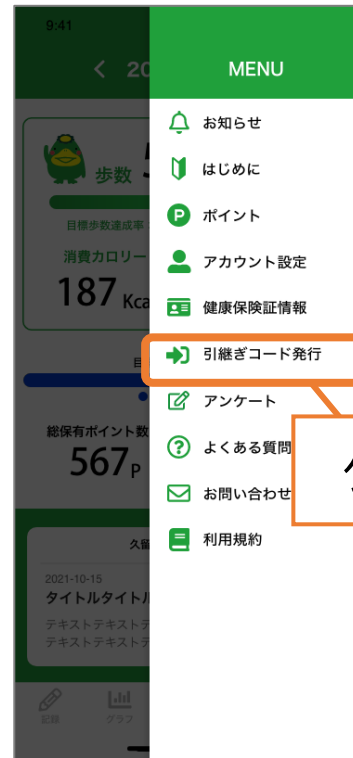 9:41
< 20
MENU
お知らせ
はじめに
P ポイント
アカウント設定
健康保険証情報
引継ぎコード発行
アンケート
? よくある質問
お問い合わせ
利用規約
歩数 5
目標歩数達成率
消費カロリー
187 Kca
目
総保有ポイント数
567P
久留
2021-10-15
タイトルタイトル
テキストテキストテ
テキストテキストテ
記録
グラフ